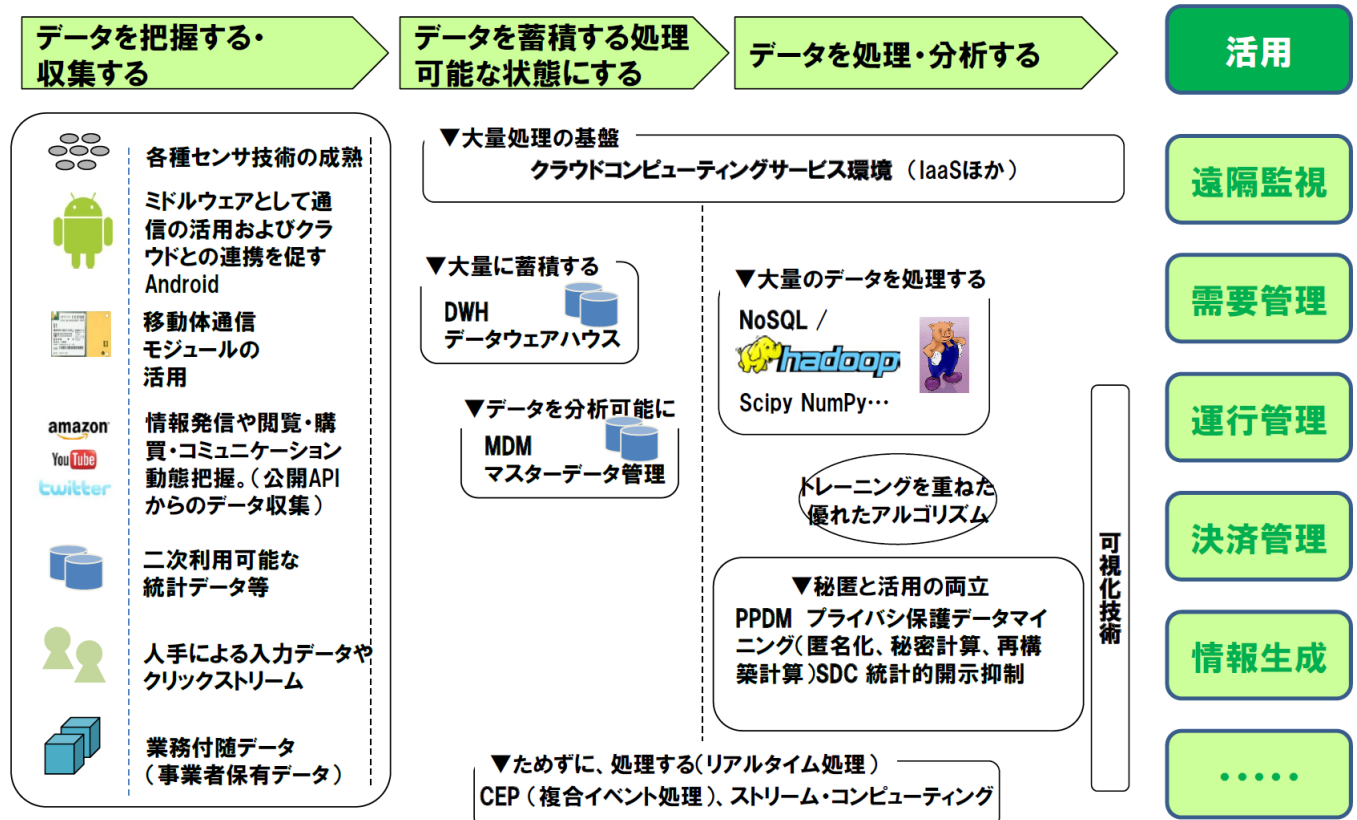 データを把握する・
収集する
データを蓄積する処理
可能な状態にする
データを処理・分析する
活用
各種センサ技術の成熟
ミドルウェアとして通
信の活用およびクラ
ウドとの連携を促す
Android
移動体通信
モジュールの
活用
amazon
YouTube
twitter
情報発信や閲覧・購
買・コミュニケーション
動態把握。（公開API
からのデータ収集）
二次利用可能な
統計データ等
人手による入力データや
クリックストリーム
業務付随データ
（事業者保有データ）
▼大量処理の基盤
クラウドコンピューティングサービス環境（IaaSほか）
▼大量に蓄積する
DWH
データウェアハウス
▼データを分析可能に
MDM
マスターデータ管理
▼大量のデータを処理する
NoSQL /
hadoop
Scipy NumPy…
トレーニングを重ねた
優れたアルゴリズム
▼秘匿と活用の両立
PPDM プライバシ保護データマイ
ニング（匿名化、秘密計算、再構
築計算）SDC 統計的開示抑制
▼ためずに、処理する（リアルタイム処理）
CEP（複合イベント処理）、ストリーム・コンピューティング
可視化技術
遠隔監視
需要管理
運行管理
決済管理
情報生成
・・・・・